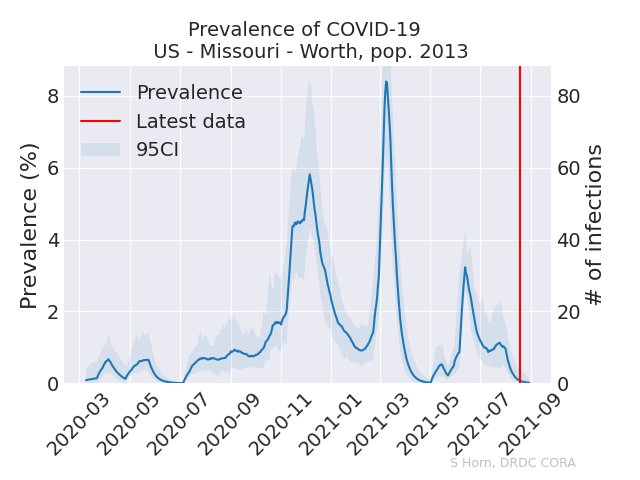 Prevalence of COVID-19
US - Missouri - Worth, pop. 2013
Prevalence
Latest data
95CI
Prevalence (%)
8
6
4
2
0
80
60
40
20
0
# of infections
2020-03
2020-05
2020-07
2020-09
2020-11
2021-01
2021-03
2021-05
2021-07
2021-09
S Horn, DRDC CORA